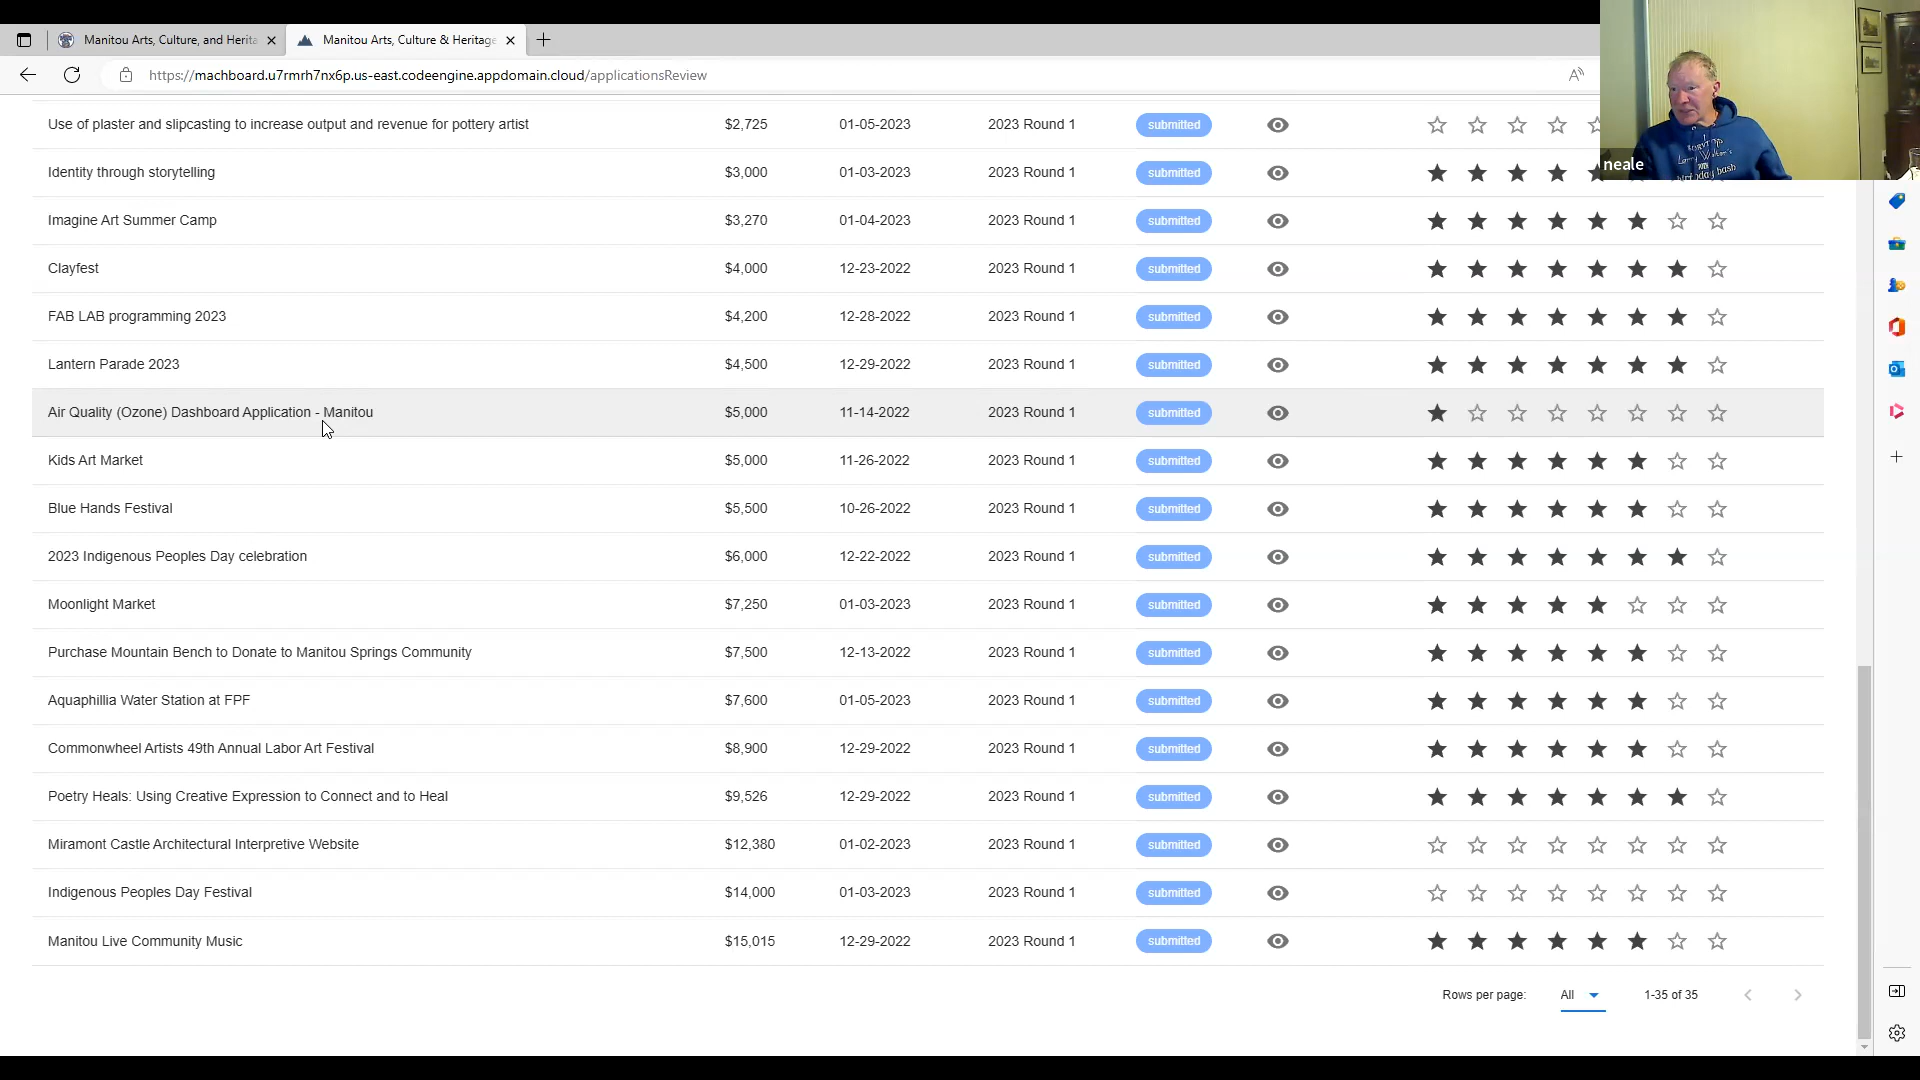 Manitou Arts, Culture, and Herita
Manitou Arts, Culture & Heritage
https://machboard.u7rmrh7nx6p.us-east.codeengine.appdomain.cloud/applicationsReview
neale
Use of plaster and slipcasting to increase output and revenue for pottery artist $2,725 01-05-2023 2023 Round 1 submitted
Identity through storytelling $3,000 01-03-2023 2023 Round 1 submitted
Imagine Art Summer Camp $3,270 01-04-2023 2023 Round 1 submitted
Clayfest $4,000 12-23-2022 2023 Round 1 submitted
FAB LAB programming 2023 $4,200 12-28-2022 2023 Round 1 submitted
Lantern Parade 2023 $4,500 12-29-2022 2023 Round 1 submitted
Air Quality (Ozone) Dashboard Application - Manitou $5,000 11-14-2022 2023 Round 1 submitted
Kids Art Market $5,000 11-26-2022 2023 Round 1 submitted
Blue Hands Festival $5,500 10-26-2022 2023 Round 1 submitted
2023 Indigenous Peoples Day celebration $6,000 12-22-2022 2023 Round 1 submitted
Moonlight Market $7,250 01-03-2023 2023 Round 1 submitted
Purchase Mountain Bench to Donate to Manitou Springs Community $7,500 12-13-2022 2023 Round 1 submitted
Aquaphillia Water Station at FPF $7,600 01-05-2023 2023 Round 1 submitted
Commonwheel Artists 49th Annual Labor Art Festival $8,900 12-29-2022 2023 Round 1 submitted
Poetry Heals: Using Creative Expression to Connect and to Heal $9,526 12-29-2022 2023 Round 1 submitted
Miramont Castle Architectural Interpretive Website $12,380 01-02-2023 2023 Round 1 submitted
Indigenous Peoples Day Festival $14,000 01-03-2023 2023 Round 1 submitted
Manitou Live Community Music $15,015 12-29-2022 2023 Round 1 submitted
Rows per page: All 1-35 of 35